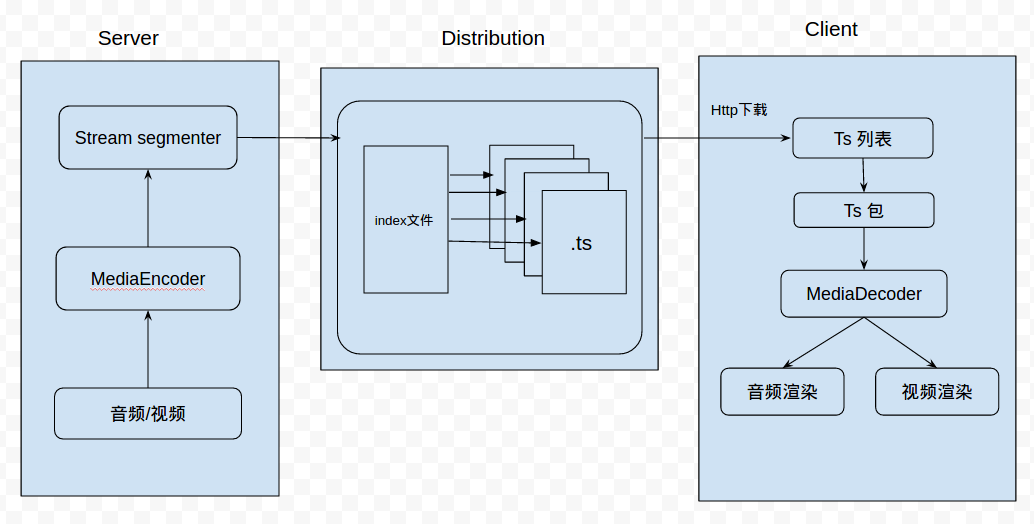 Server
Stream segmenter
MediaEncoder
音频/视频
Distribution
index文件
.ts
Client
Http下载
Ts 列表
Ts 包
MediaDecoder
音频渲染
视频渲染